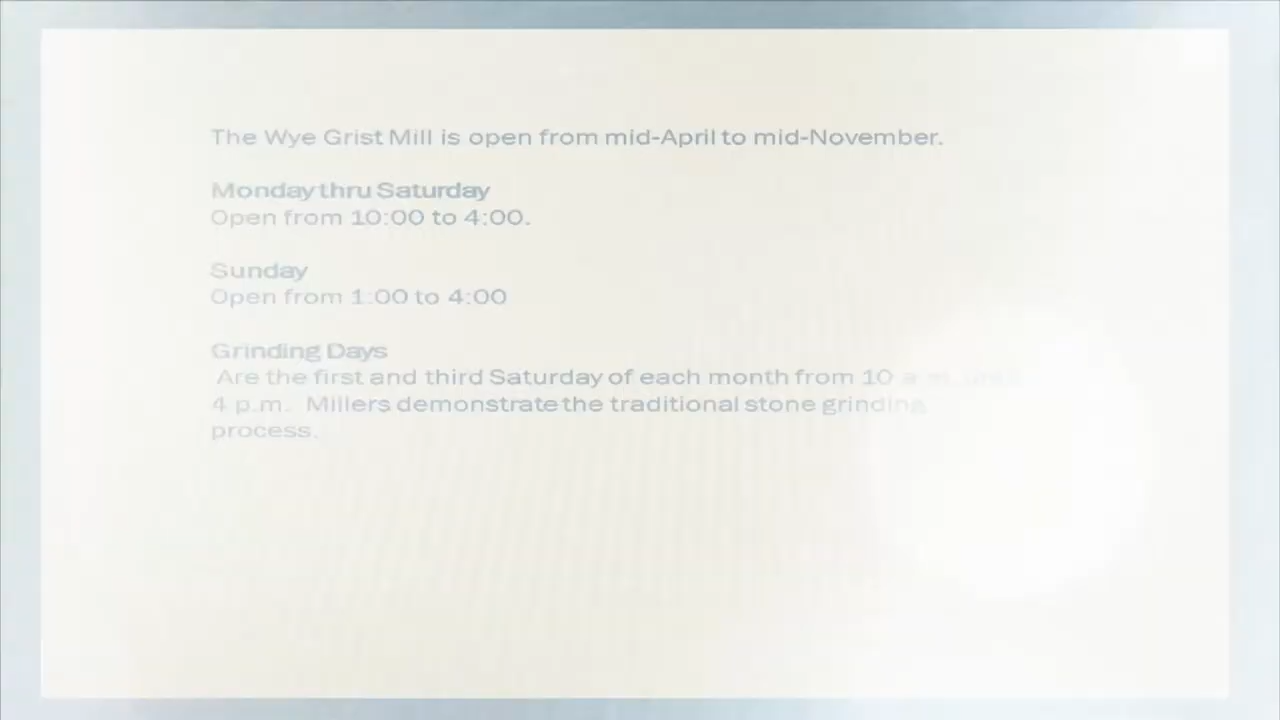 The Wye Grist Mill is open from mid-April to mid-November.
Monday thru Saturday
Open from 10:00 to 4:00.
Sunday
Open from 1:00 to 4:00
Grinding Days
Are the first and third Saturday of each month from 10 a.m. until
4 p.m. Millers demonstrate the traditional stone grinding
process.